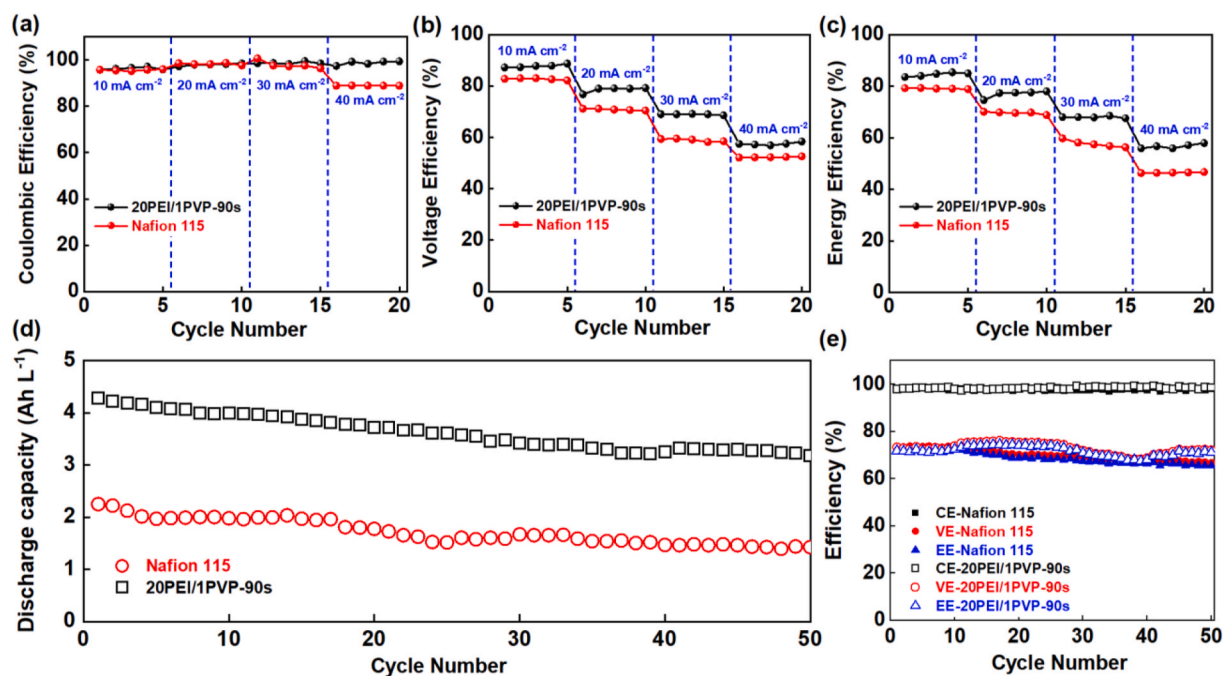 (a)
Coulombic Efficiency (%)
100
80
60
40
20
0
10 mA cm⁻²
20 mA cm⁻²
30 mA cm⁻²
40 mA cm⁻²
20PEI/1PVP-90s
Nafion 115
0
5
10
15
20
Cycle Number
(b)
Voltage Efficiency (%)
100
80
60
40
20
0
10 mA cm⁻²
20 mA cm⁻²
30 mA cm⁻²
40 mA cm⁻²
20PEI/1PVP-90s
Nafion 115
0
5
10
15
20
Cycle Number
(c)
Energy Efficiency (%)
100
80
60
40
20
0
10 mA cm⁻²
20 mA cm⁻²
30 mA cm⁻²
40 mA cm⁻²
20PEI/1PVP-90s
Nafion 115
0
5
10
15
20
Cycle Number
(d)
Discharge capacity (Ah L⁻¹)
5
4
3
2
1
0
Nafion 115
20PEI/1PVP-90s
0
10
20
30
40
50
Cycle Number
(e)
Efficiency (%)
100
80
60
40
20
0
CE-Nafion 115
VE-Nafion 115
EE-Nafion 115
CE-20PEI/1PVP-90s
VE-20PEI/1PVP-90s
EE-20PEI/1PVP-90s
0
10
20
30
40
50
Cycle Number